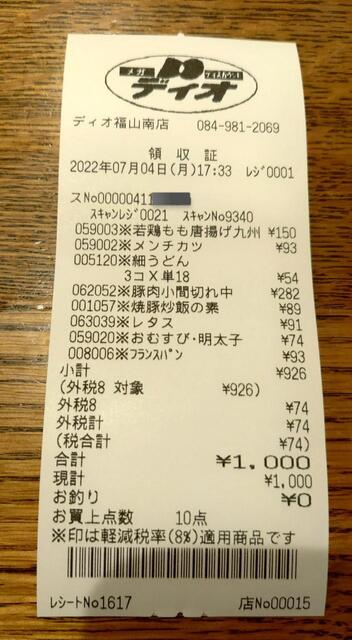 メガ ディスカウント
ディオ
ディオ福山南店 084-981-2069
領収証
2022年07月04日(月)17:33 ﾚｼﾞ0001
スNo00000411
ｽｷｬﾝﾚｼﾞ0021 ｽｷｬﾝNo9340
059003※若鶏もも唐揚げ九州 ¥150
059002※メンチカツ ¥93
005120※細うどん
3コX単18 ¥54
062052※豚肉小間切れ中 ¥282
001057※焼豚炒飯の素 ¥89
063039※レタス ¥91
059020※おむすび・明太子 ¥74
008006※ﾌﾗﾝｽﾊﾟﾝ ¥93
小計 ¥926
(外税8 対象 ¥926)
外税8 ¥74
外税計 ¥74
(税合計 ¥74)
合計 ¥1,000
現計 ¥1,000
お釣り ¥0
お買上点数 10点
※印は軽減税率(8%)適用商品です
ﾚｼｰﾄNo1617 店No00015